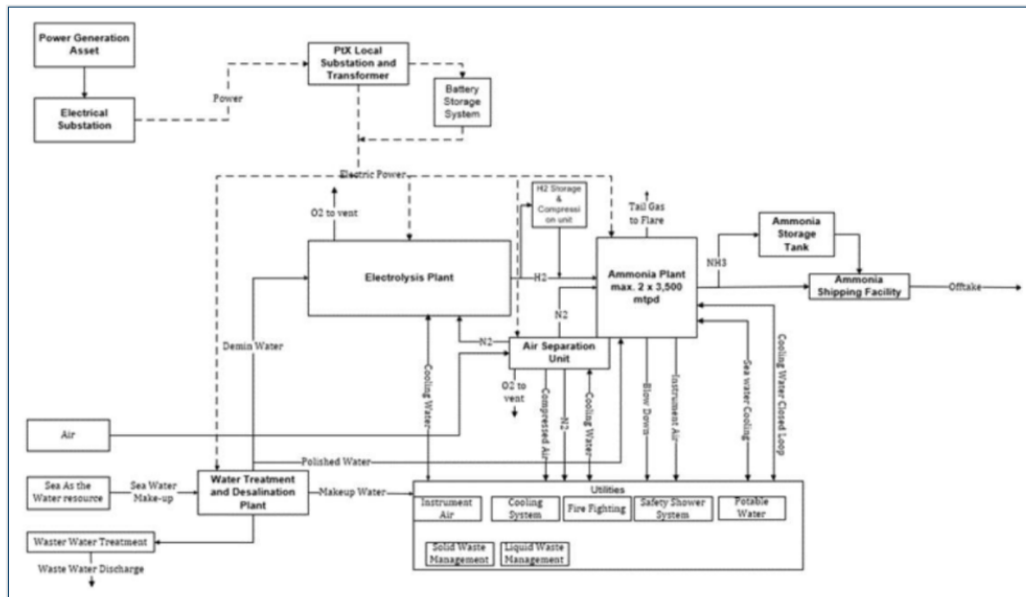 Power Generation
Asset
Electrical
Substation
Power
PtX Local
Substation and
Transformer
Battery
Storage
System
Electric Power
O2 to vent
H2 Storage
&
Compressi
on unit
Tail Gas
to Flare
Electrolysis Plant
H2
Ammonia Plant
max. 2 x 3,500
mtpd
NH3
Ammonia
Storage
Tank
Ammonia
Shipping Facility
Offtake
N2
N2
Air Separation
Unit
Demin Water
O2 to
vent
Cooling Water
Compressed Air
N2
Cooling Water
Blow Down
Instrument Air
Sea water Cooling
Cooling Water Closed Loop
Air
Polished Water
Sea As the
Water resource
Sea Water
Make-up
Water Treatment
and Desalination
Plant
Makeup Water
Utilities
Instrument
Air
Cooling
System
Fire Fighting
Safety Shower
System
Potable
Water
Solid Waste
Management
Liquid Waste
Management
Waster Water Treatment
Waste Water Discharge